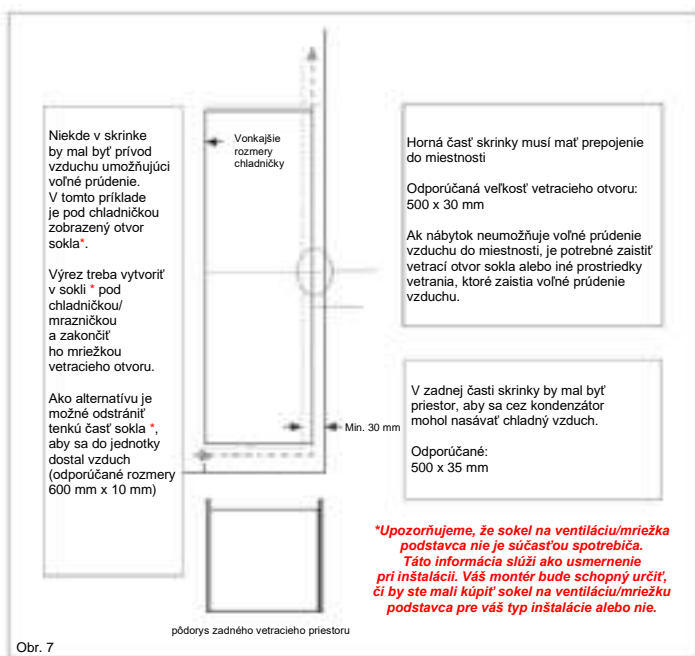 Niekde v skrinke
by mal byť prívod
vzduchu umožňujúci
voľné prúdenie.
V tomto príklade
je pod chladničkou
zobrazený otvor
sokla*.
Výrez treba vytvoriť
v sokli * pod
chladničkou/
mrazničkou
a zakončiť
ho mriežkou
vetracieho otvoru.
Ako alternatívu je
možné odstrániť
tenkú časť sokla *,
aby sa do jednotky
dostal vzduch
(odporúčané rozmery
600 mm x 10 mm)
Vonkajšie
rozmery
chladničky
Min. 30 mm
Horná časť skrinky musí mať prepojenie
do miestnosti
Odporúčaná veľkosť vetracieho otvoru:
500 x 30 mm
Ak nábytok neumožňuje voľné prúdenie
vzduchu do miestnosti, je potrebné zaistiť
vetrací otvor sokla alebo iné prostriedky
vetrania, ktoré zaistia voľné prúdenie
vzduchu.
V zadnej časti skrinky by mal byť
priestor, aby sa cez kondenzátor
mohol nasávať chladný vzduch.
Odporúčané:
500 x 35 mm
*Upozorňujeme, že sokel na ventiláciu/mriežka
podstavca nie je súčasťou spotrebiča.
Táto informácia slúži ako usmernenie
pri inštalácii. Váš montér bude schopný určiť,
či by ste mali kúpiť sokel na ventiláciu/mriežku
podstavca pre váš typ inštalácie alebo nie.
pôdorys zadného vetracieho priestoru
Obr. 7